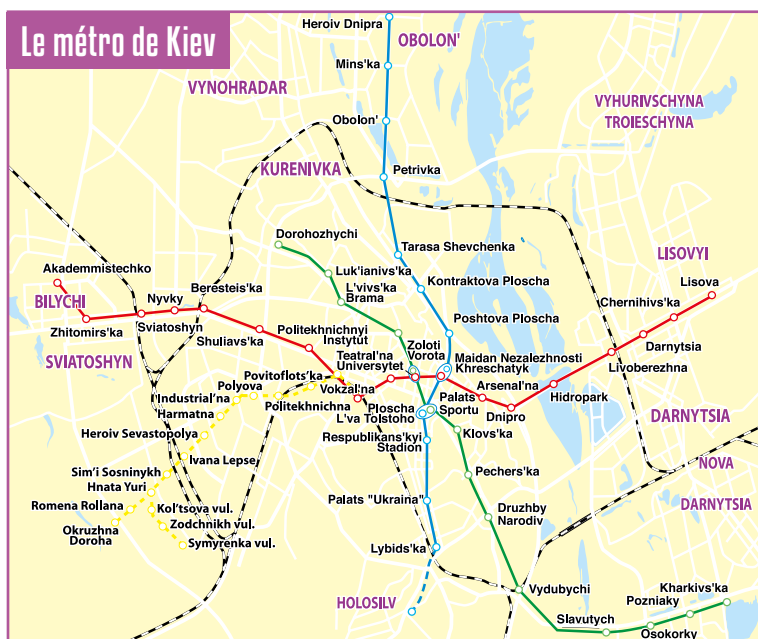 Le métro de Kiev
Heroiv Dnipra
OBOLON'
Mins'ka
VYNOHRADAR
VYHURIVSCHYNA
TROIESCHYNA
Obolon'
KURENIVKA
Petrivka
Dorohozhychi
Tarasa Shevchenka
LISOVYI
Akademmistechko
Luk'ianivs'ka
Lisova
L'vivs'ka
Brama
Kontraktova Ploscha
Beresteis'ka
Nyvky
BILYCHI
Chernihivs'ka
Poshtova Ploscha
Zhitomirs'ka
Sviatoshyn
Politekhnichnyi
Instytút
Shuliavs'ka
Darnytsia
Zoloti
Vorota
SVIATOSHYN
Teatral'na
Universytet
Maidan Nezalezhnosti
Khreschatyk
Livoberezhna
Povitoflots'ka
Polyova
Vokzal'na
Arsenal'na
Hidropark
Industrial'na
Politekhnichna
Palats
Sportu
Harmatna
Ploscha
L'va Tolstoho
Dnipro
DARNYTSIA
Heroiv Sevastopolya
Respublikans'kyi
Stadion
Klovs'ka
Ivana Lepse
NOVA
Sim'i Sosninykh
Pechers'ka
Hnata Yuri
Romena Rollana
Palats "Ukraina"
DARNYTSIA
Kol'tsova vul.
Druzhby
Narodiv
Okruzhna
Doroha
Zodchnikh vul.
Symyrenka vul.
Lybids'ka
Vydubychi
Kharkivs'ka
HOLOSILV
Pozniaky
Slavutych
Osokorky